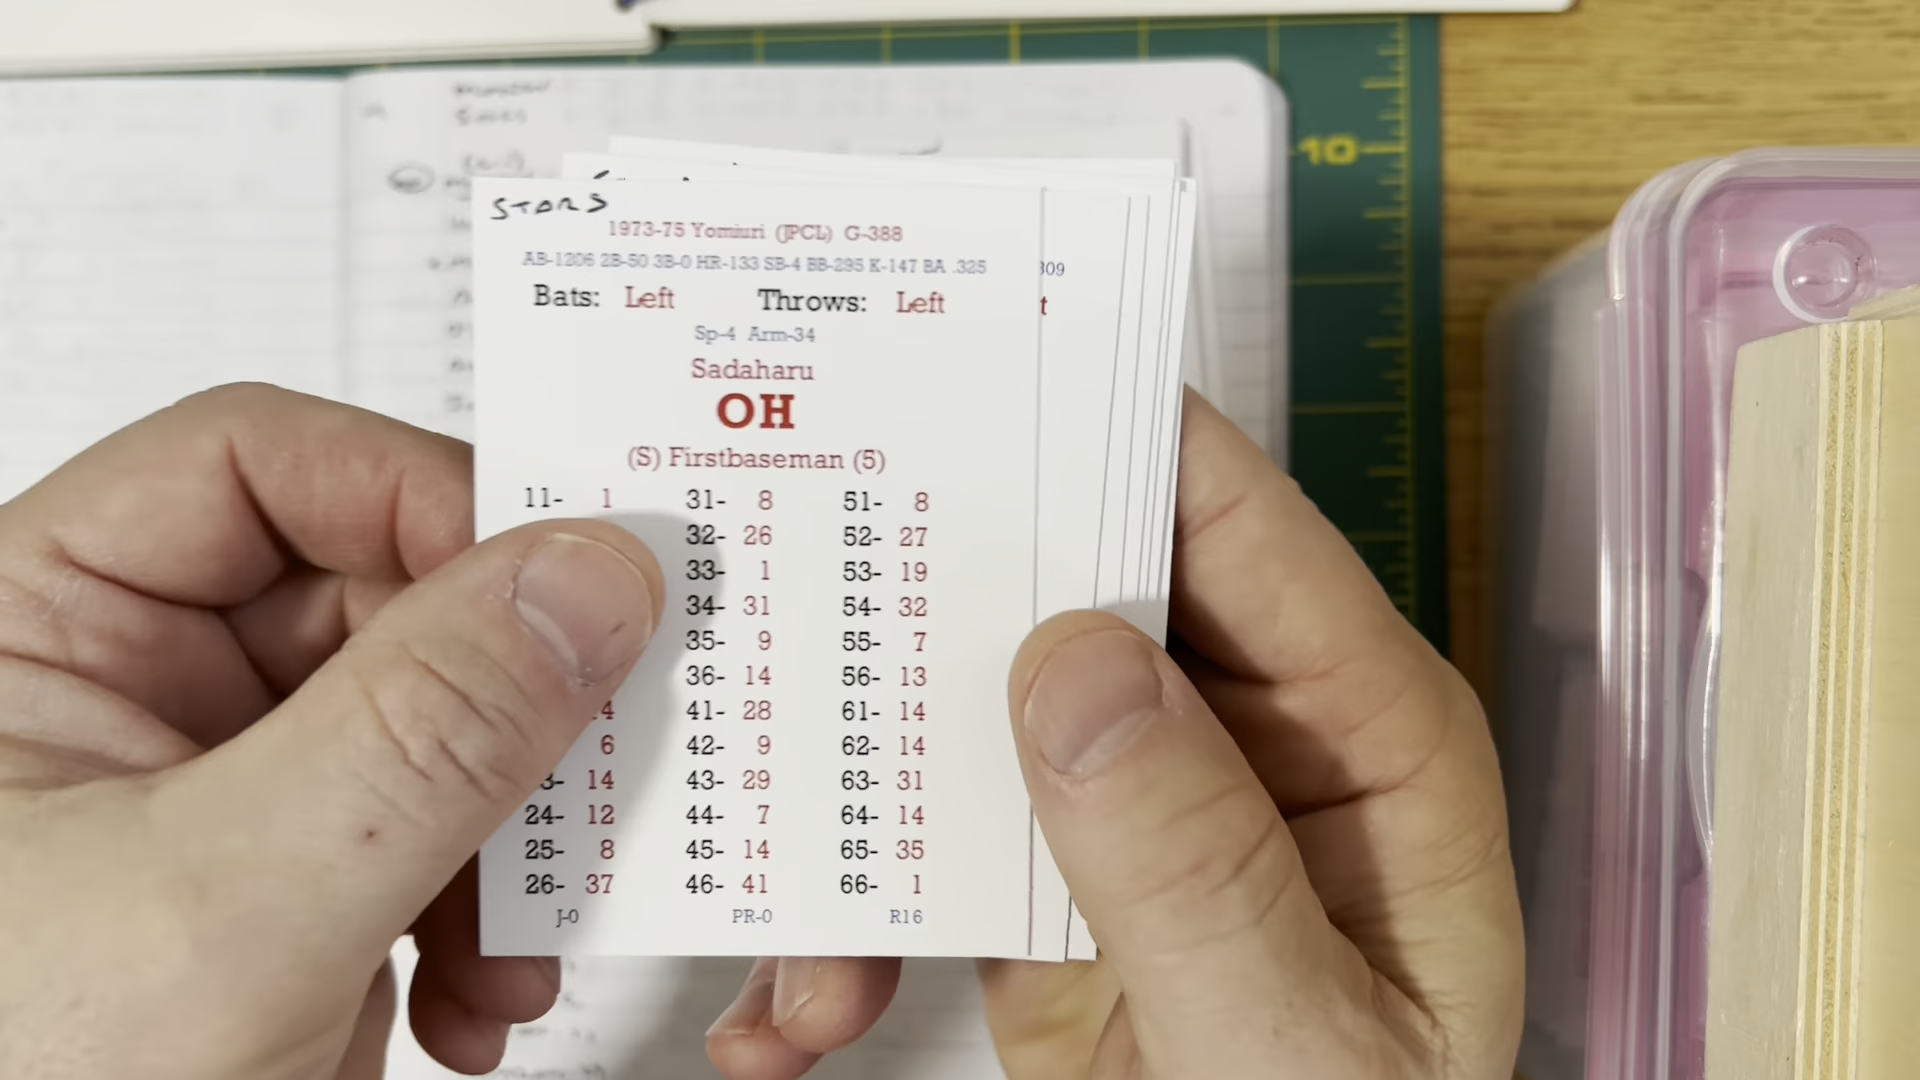 STARS
1973-75 Yomiuri (JPCL) G-388
AB-1206 2B-50 3B-0 HR-133 SB-4 BB-295 K-147 BA .325
309
Bats: Left Throws: Left
t
Sp-4 Arm-34
Sadaharu
OH
(S) Firstbaseman (5)
11- 1 31- 8 51- 8
32- 26 52- 27
33- 1 53- 19
34- 31 54- 32
35- 9 55- 7
36- 14 56- 13
4 41- 28 61- 14
6 42- 9 62- 14
3- 14 43- 29 63- 31
24- 12 44- 7 64- 14
25- 8 45- 14 65- 35
26- 37 46- 41 66- 1
J-0 PR-0 R16
10